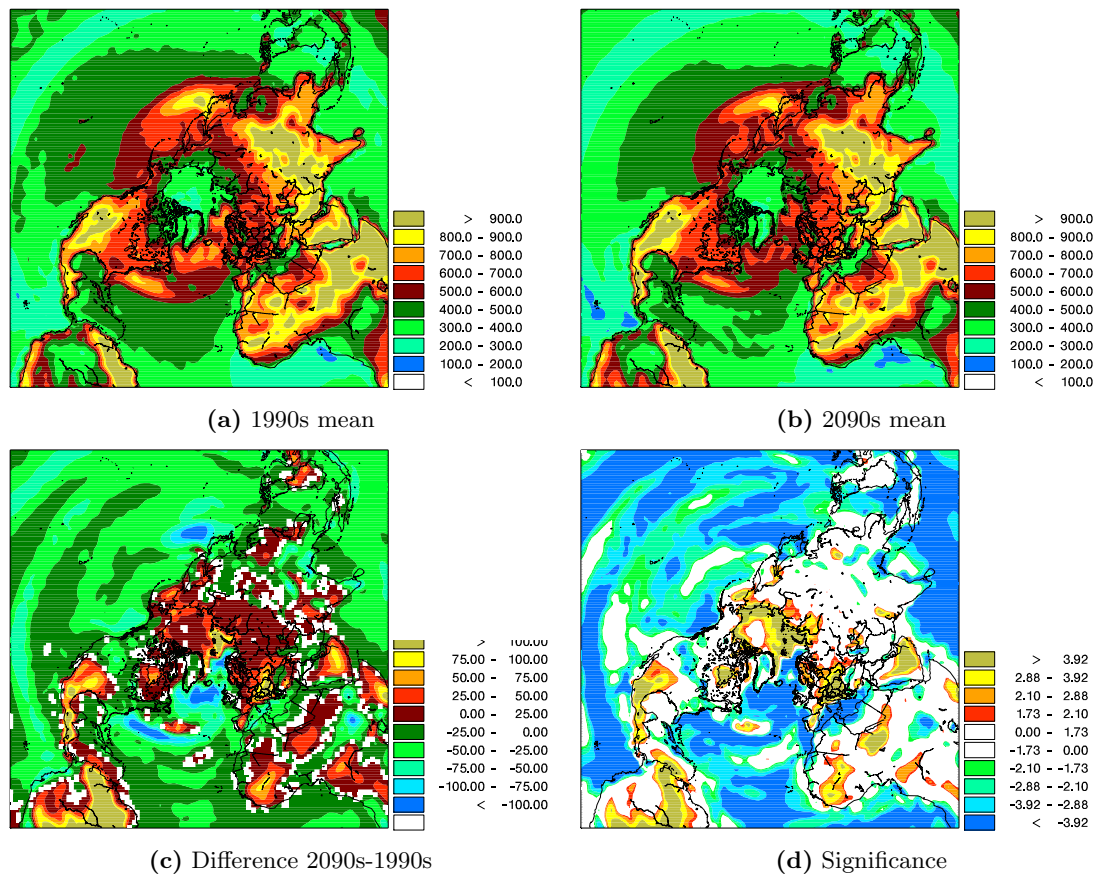 > 900.0
800.0 - 900.0
700.0 - 800.0
600.0 - 700.0
500.0 - 600.0
400.0 - 500.0
300.0 - 400.0
200.0 - 300.0
100.0 - 200.0
< 100.0
(a) 1990s mean
> 900.0
800.0 - 900.0
700.0 - 800.0
600.0 - 700.0
500.0 - 600.0
400.0 - 500.0
300.0 - 400.0
200.0 - 300.0
100.0 - 200.0
< 100.0
(b) 2090s mean
> 100.00
75.00 - 100.00
50.00 - 75.00
25.00 - 50.00
0.00 - 25.00
-25.00 - 0.00
-50.00 - -25.00
-75.00 - -50.00
-100.00 - -75.00
< -100.00
(c) Difference 2090s-1990s
> 3.92
2.88 - 3.92
2.10 - 2.88
1.73 - 2.10
0.00 - 1.73
-1.73 - 0.00
-2.10 - -1.73
-2.88 - -2.10
-3.92 - -2.88
< -3.92
(d) Significance